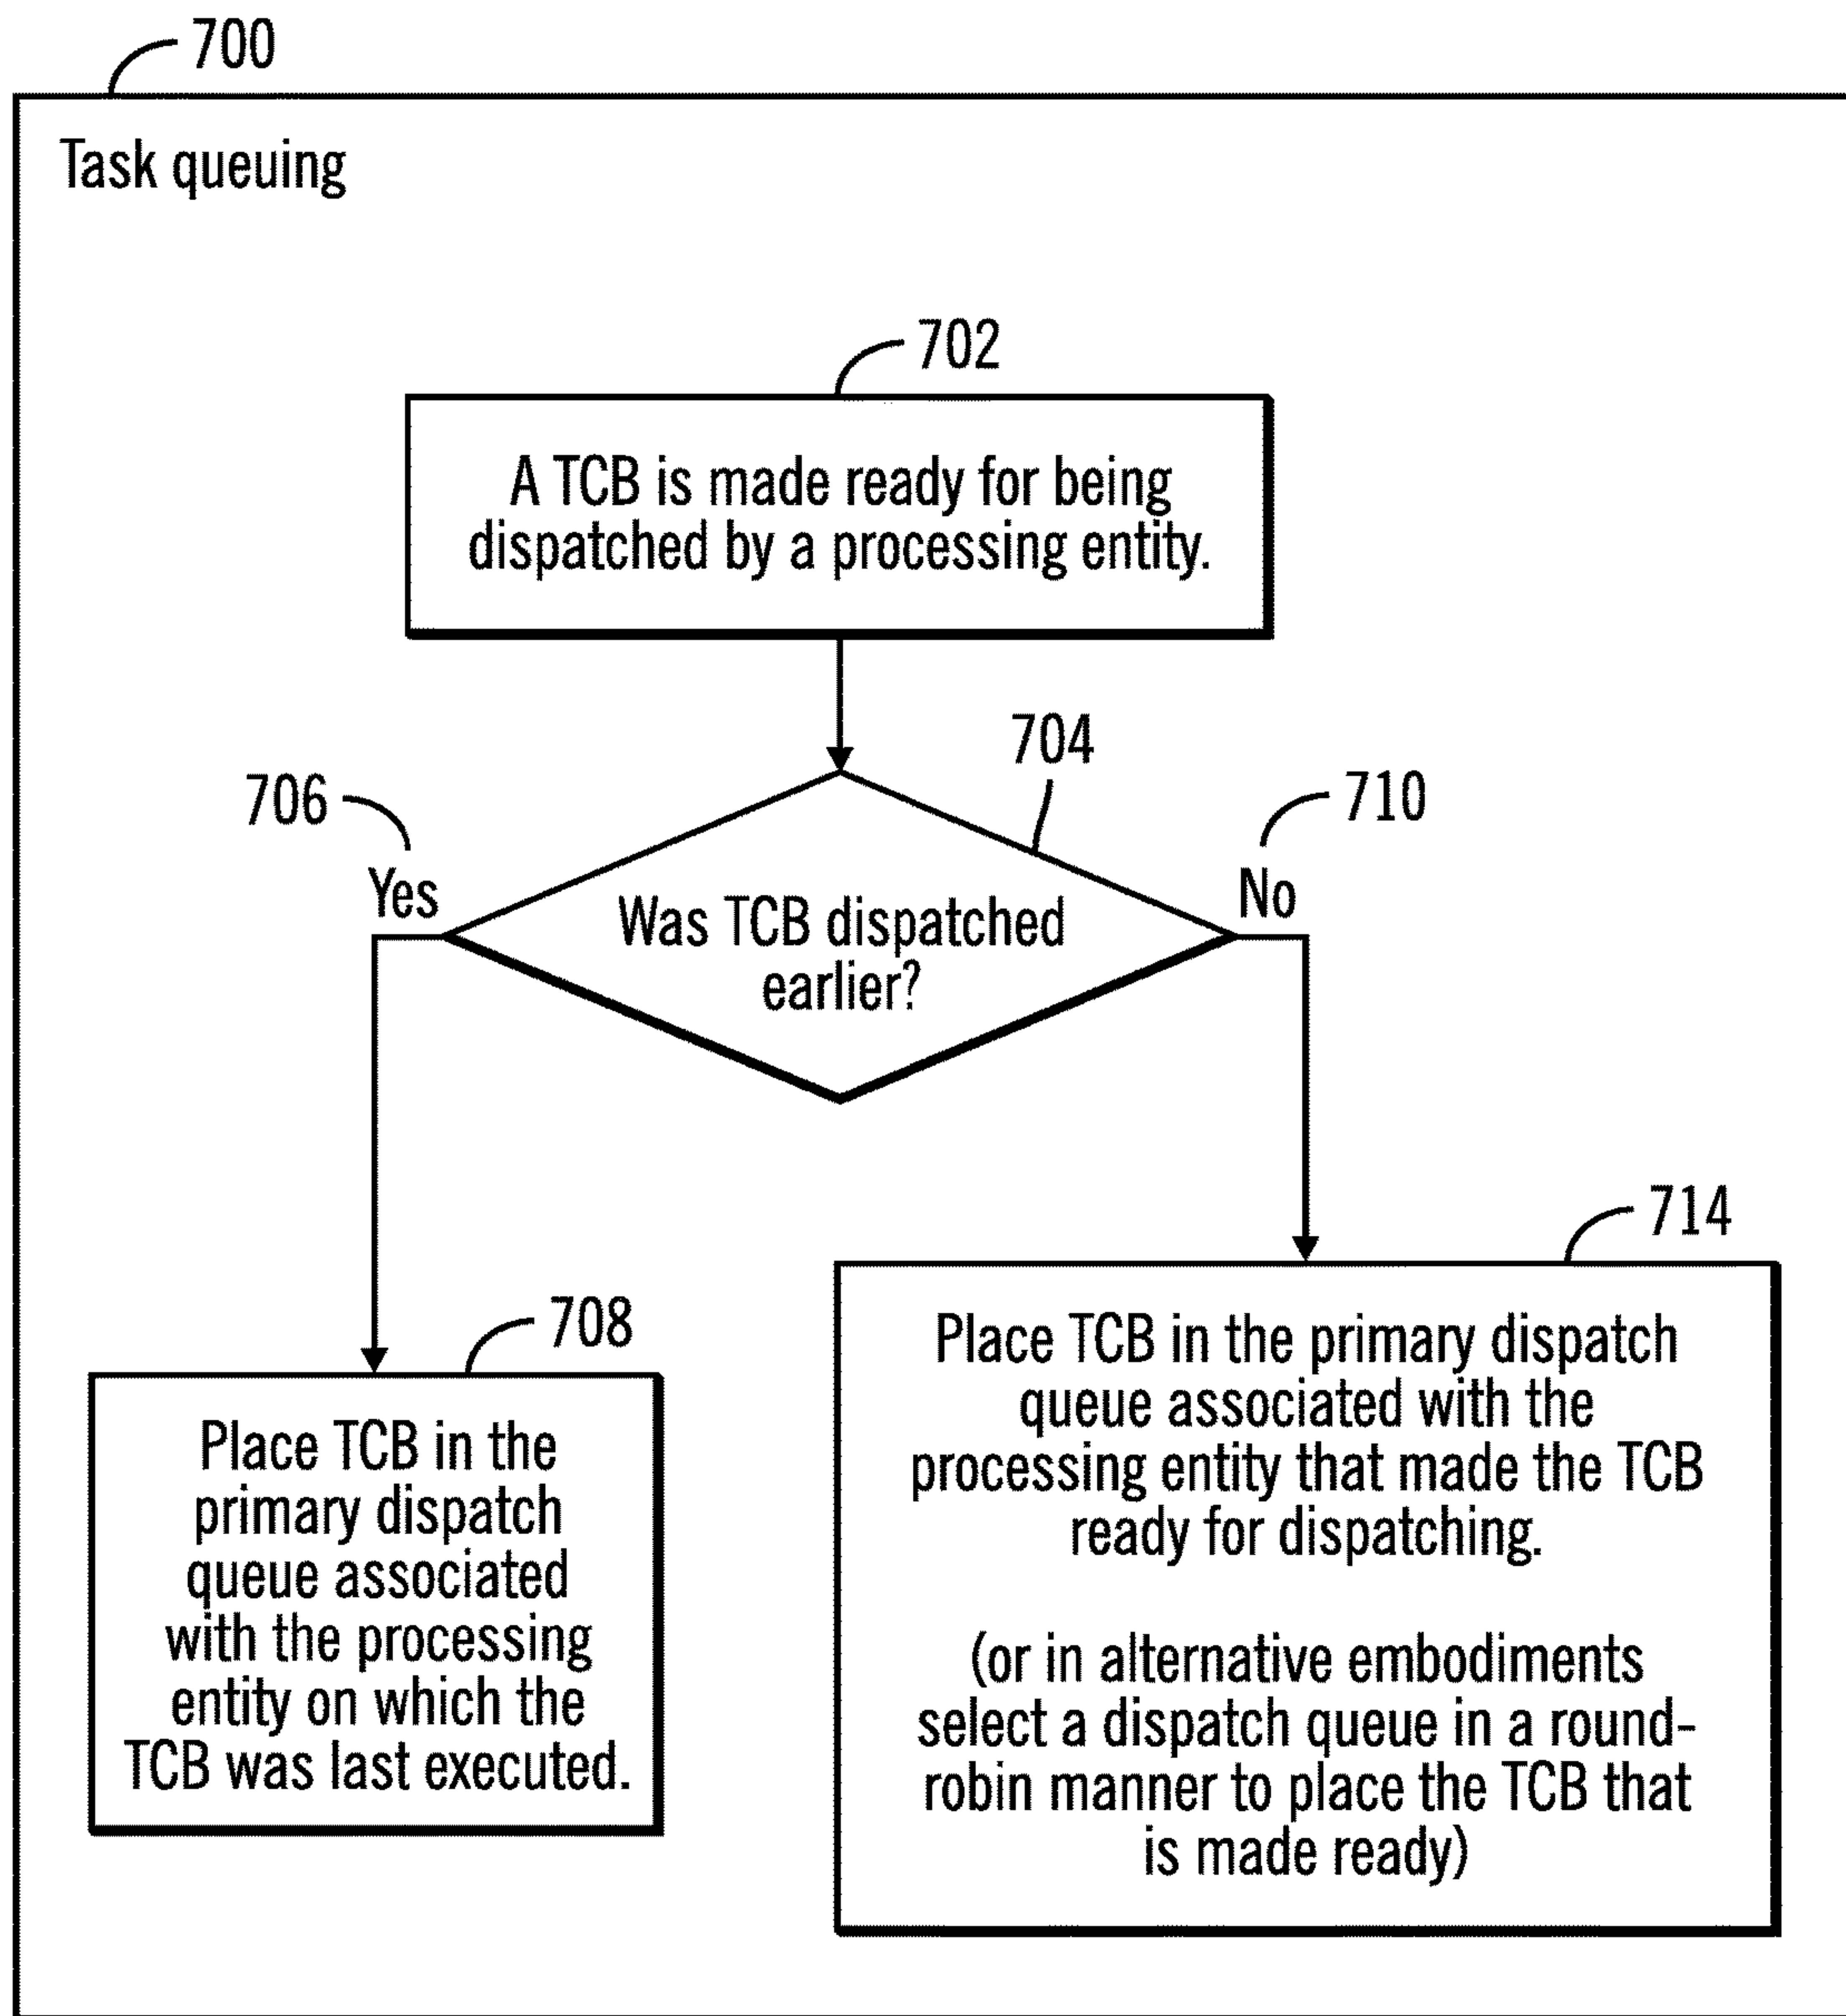 700
Task queuing
702
A TCB is made ready for being
dispatched by a processing entity.
704
706
710
Yes
No
Was TCB dispatched
earlier?
714
708
Place TCB in the
primary dispatch
queue associated
with the processing
entity on which the
TCB was last executed.
Place TCB in the primary dispatch
queue associated with the
processing entity that made the TCB
ready for dispatching.
(or in alternative embodiments
select a dispatch queue in a round-
robin manner to place the TCB that
is made ready)